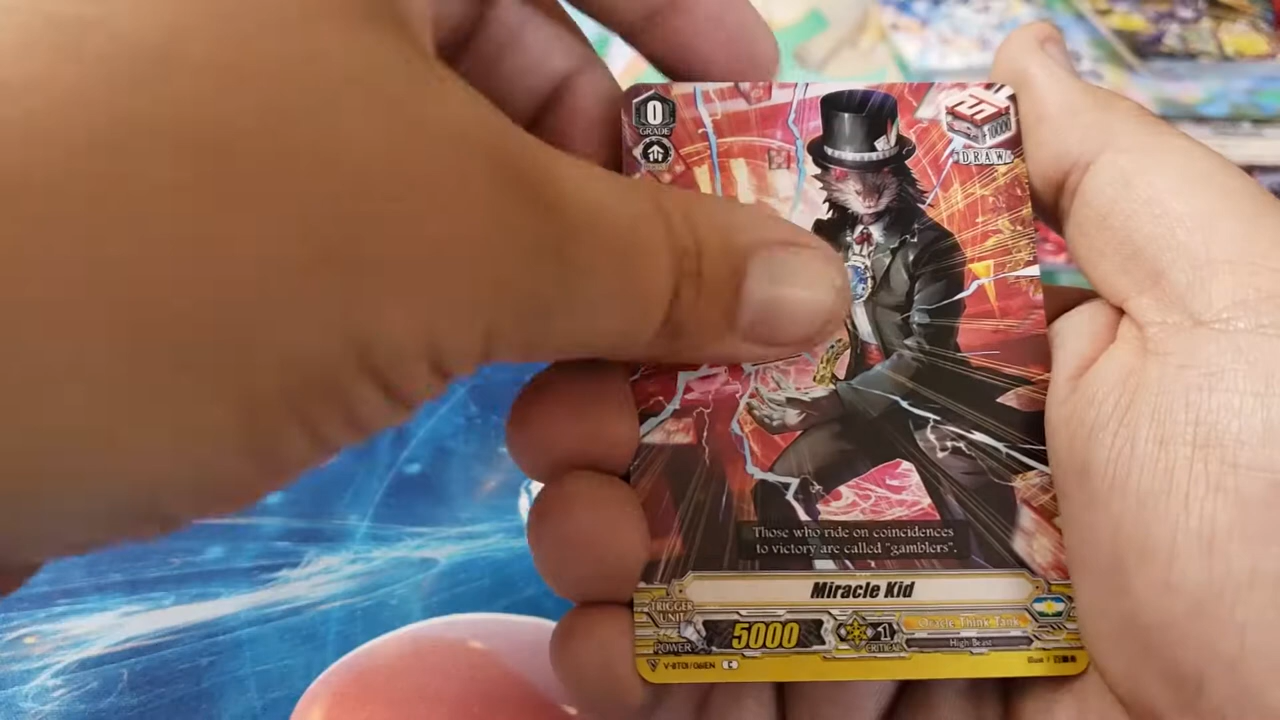 0
GRADE
+10000
DRAW
Those who ride on coincidences
to victory are called "gamblers".
Miracle Kid
TRIGGER
UNIT
POWER
5000
1
CRITICAL
Oracle Think Tank
High Beast
V-BT01/061EN C